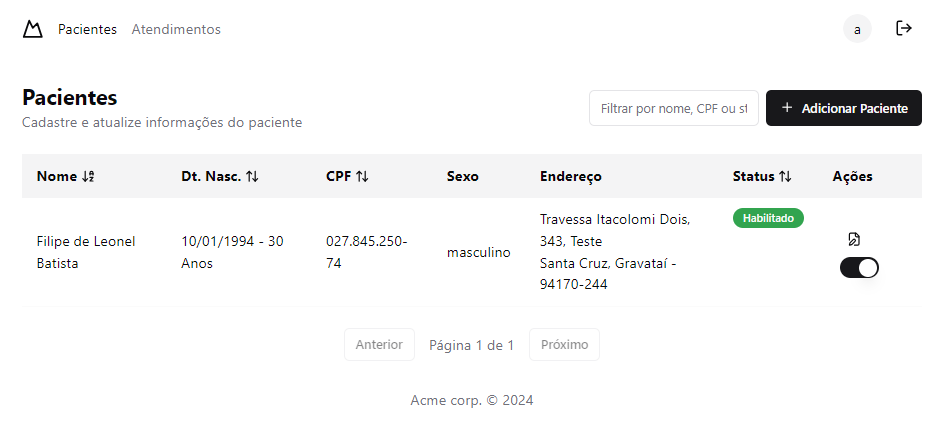 Pacientes Atendimentos a
Pacientes
Cadastre e atualize informações do paciente
Filtrar por nome, CPF ou st
Adicionar Paciente
Nome Dt. Nasc. CPF Sexo Endereço Status Ações
Filipe de Leonel
Batista
10/01/1994 - 30
Anos
027.845.250-
74
masculino
Travessa Itacolomi Dois,
343, Teste
Santa Cruz, Gravataí -
94170-244
Habilitado
Anterior Página 1 de 1 Próximo
Acme corp. © 2024